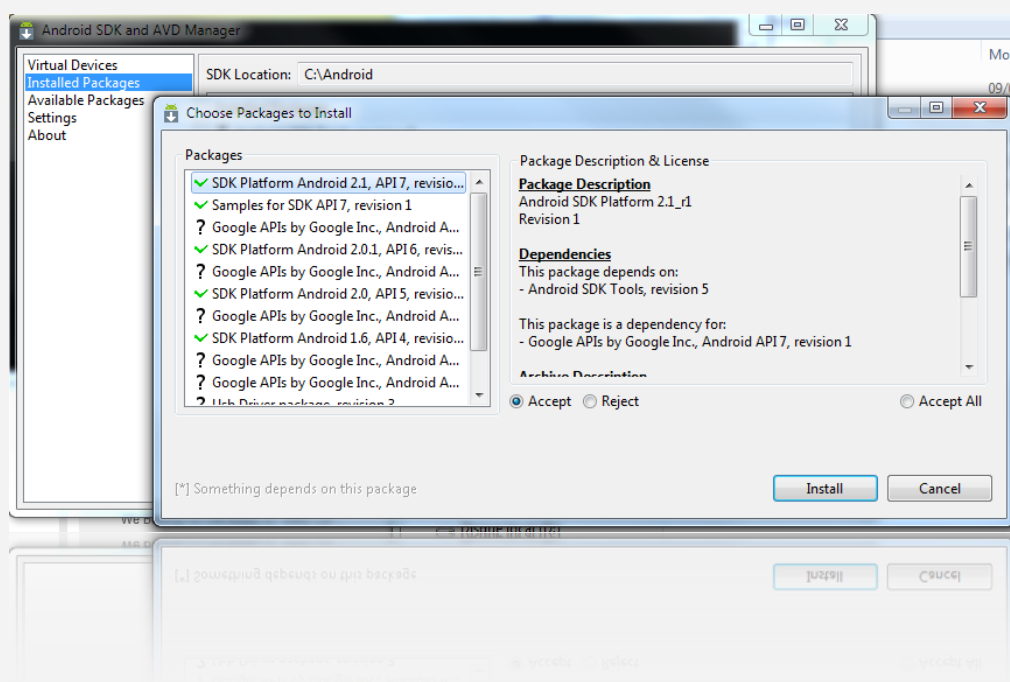 Android SDK and AVD Manager
Mo
09/
Virtual Devices
Installed Packages
Available Packages
Settings
About
SDK Location: C:\Android
Choose Packages to Install
Packages
SDK Platform Android 2.1, API 7, revisio...
Samples for SDK API 7, revision 1
? Google APIs by Google Inc., Android A...
SDK Platform Android 2.0.1, API 6, revis...
? Google APIs by Google Inc., Android A...
SDK Platform Android 2.0, API 5, revisio...
? Google APIs by Google Inc., Android A...
SDK Platform Android 1.6, API 4, revisio...
? Google APIs by Google Inc., Android A...
? Google APIs by Google Inc., Android A...
? Usb Driver package, revision 3
Package Description & License
Package Description
Android SDK Platform 2.1_r1
Revision 1
Dependencies
This package depends on:
- Android SDK Tools, revision 5
This package is a dependency for:
- Google APIs by Google Inc., Android API 7, revision 1
Archive Description
Accept Reject Accept All
[*] Something depends on this package
Install Cancel